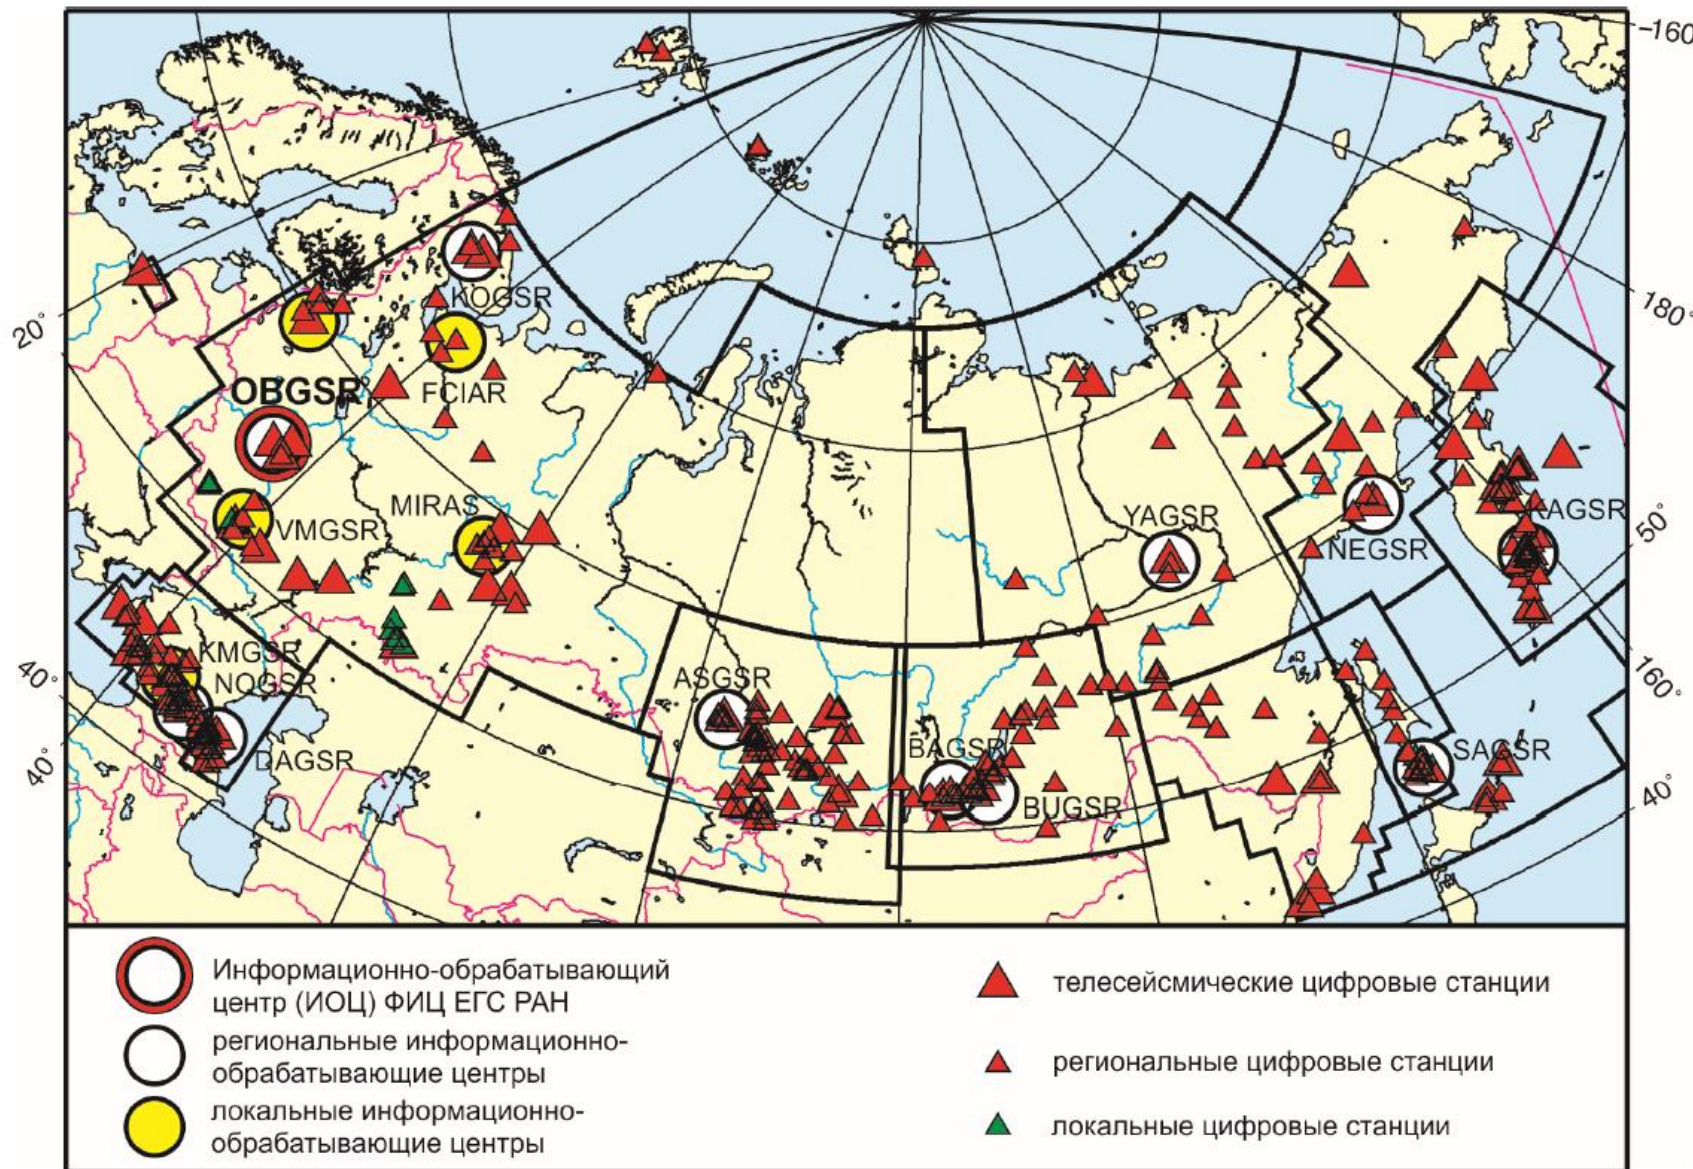 -160
180°
20°
KOGSR
FCIAR
OBGSR
MIRAS
VMGSR
YAGSR
NEGSR
KAGSR
50°
160°
40°
40°
40°
KMGSR
NOGSR
DAGSR
ASGSR
BAGSR
BUGSR
SAGSR
Информационно-обрабатывающий
центр (ИОЦ) ФИЦ ЕГС РАН
региональные информационно-
обрабатывающие центры
локальные информационно-
обрабатывающие центры
телесейсмические цифровые станции
региональные цифровые станции
локальные цифровые станции